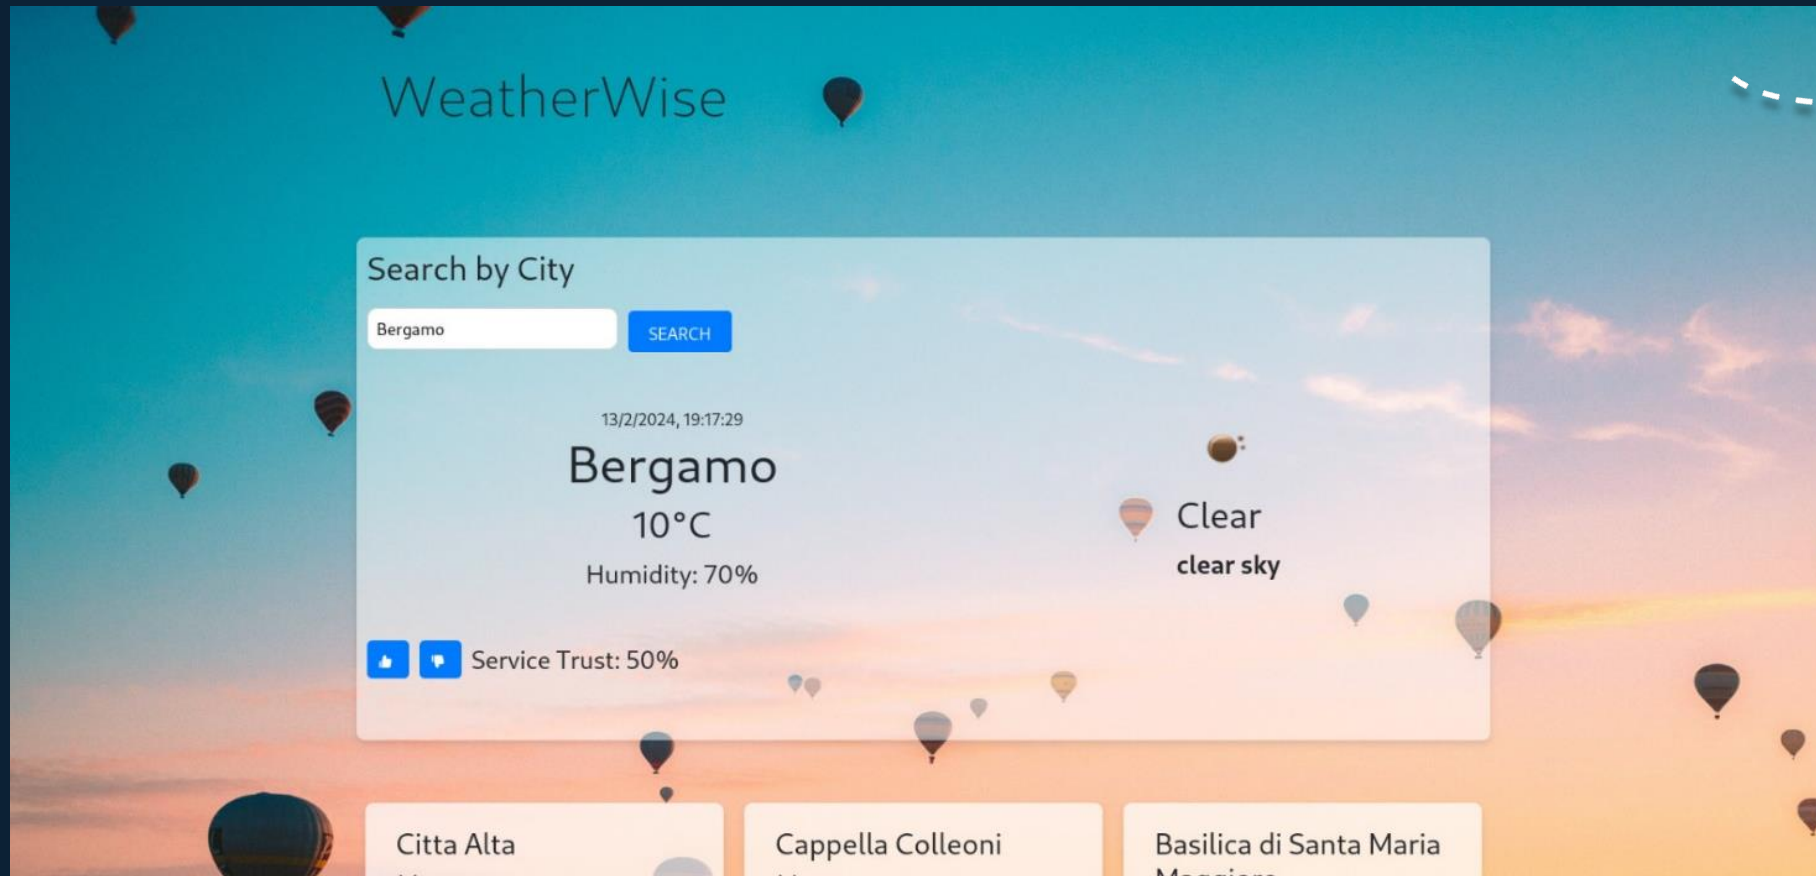 WeatherWise
Search by City
Bergamo
SEARCH
13/2/2024, 19:17:29
Bergamo
10°C
Humidity: 70%
Clear
clear sky
Service Trust: 50%
Citta Alta
Cappella Colleoni
Basilica di Santa Maria